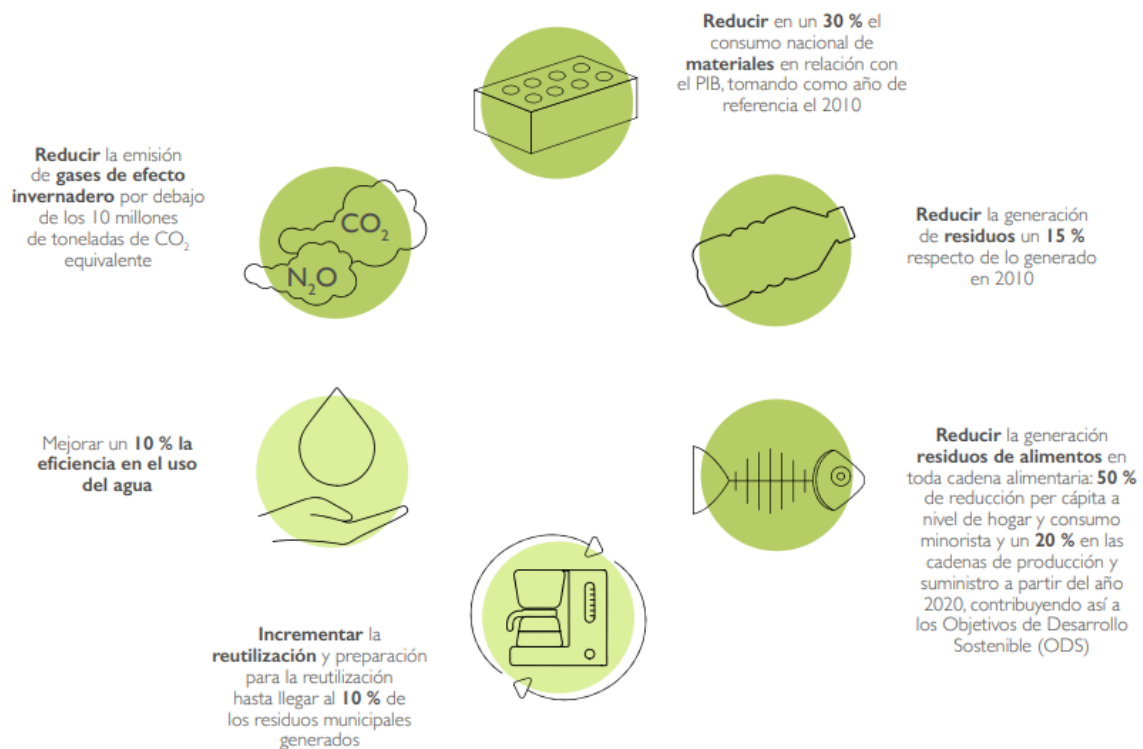 Reducir en un 30 % el
consumo nacional de
materiales en relación con
el PIB, tomando como año de
referencia el 2010
Reducir la emisión
de gases de efecto
invernadero por debajo
de los 10 millones
de toneladas de CO₂
equivalente
CO₂
N₂O
Reducir la generación
de residuos un 15 %
respecto de lo generado
en 2010
Mejorar un 10 % la
eficiencia en el uso
del agua
Reducir la generación
residuos de alimentos en
toda cadena alimentaria: 50 %
de reducción per cápita a
nivel de hogar y consumo
minorista y un 20 % en las
cadenas de producción y
suministro a partir del año
2020, contribuyendo así a
los Objetivos de Desarrollo
Sostenible (ODS)
Incrementar la
reutilización y preparación
para la reutilización
hasta llegar al 10 % de
los residuos municipales
generados